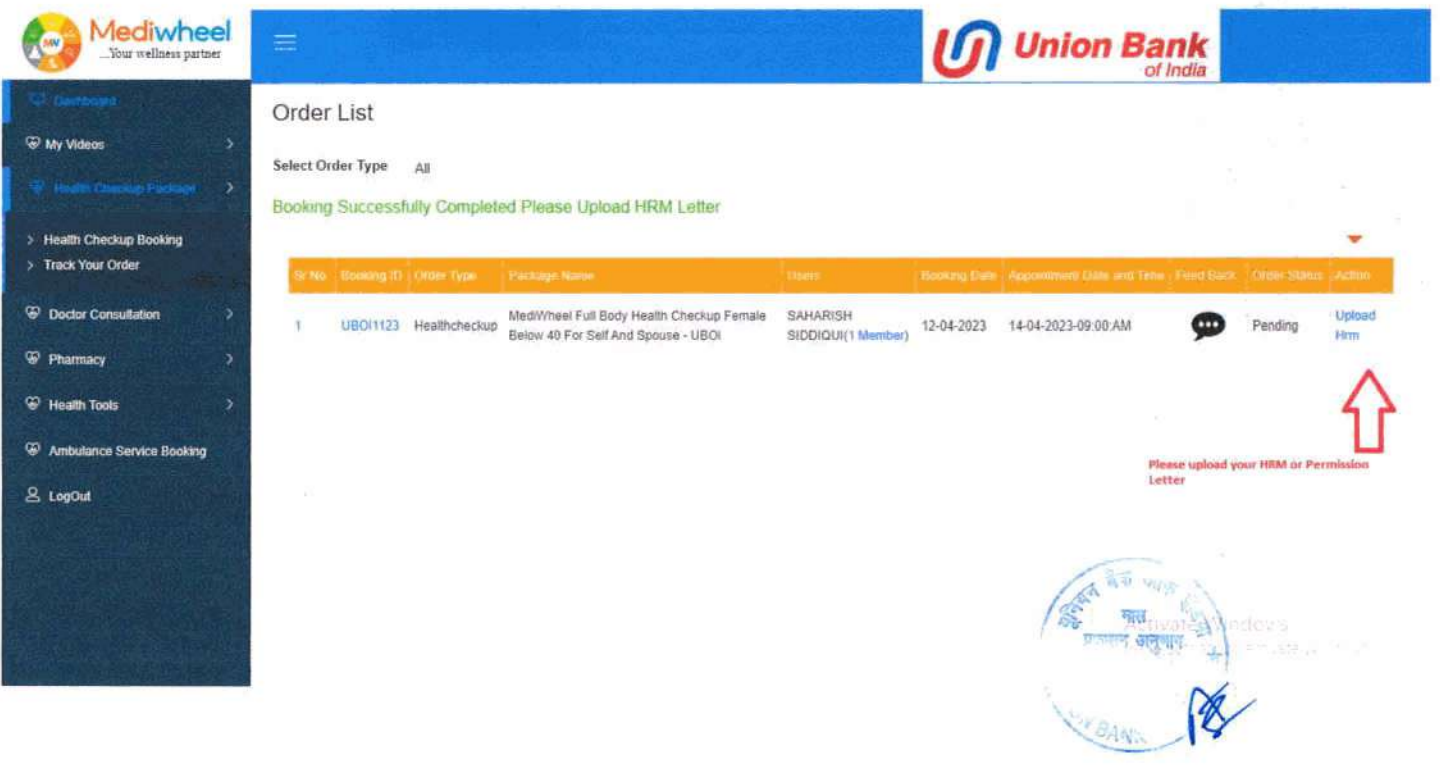 Mediwheel
...Your wellness partner
Union Bank
of India
Dashboard
My Videos
Health Checkup Package
Health Checkup Booking
Track Your Order
Doctor Consultation
Pharmacy
Health Tools
Ambulance Service Booking
LogOut
Order List
Select Order Type All
Booking Successfully Completed Please Upload HRM Letter
Sr No Booking ID Order Type Package Name Users Booking Date Appointment Date and Time Feed Back Order Status Action
1 UBOI1123 Healthcheckup MediWheel Full Body Health Checkup Female SAHARISH 12-04-2023 14-04-2023-09:00:AM Pending Upload
Below 40 For Self And Spouse - UBOI SIDDIQUI(1 Member) Hrm
Please upload your HRM or Permission
Letter
यूनियन बैंक
Activate Windows
अनुभाग
BANK